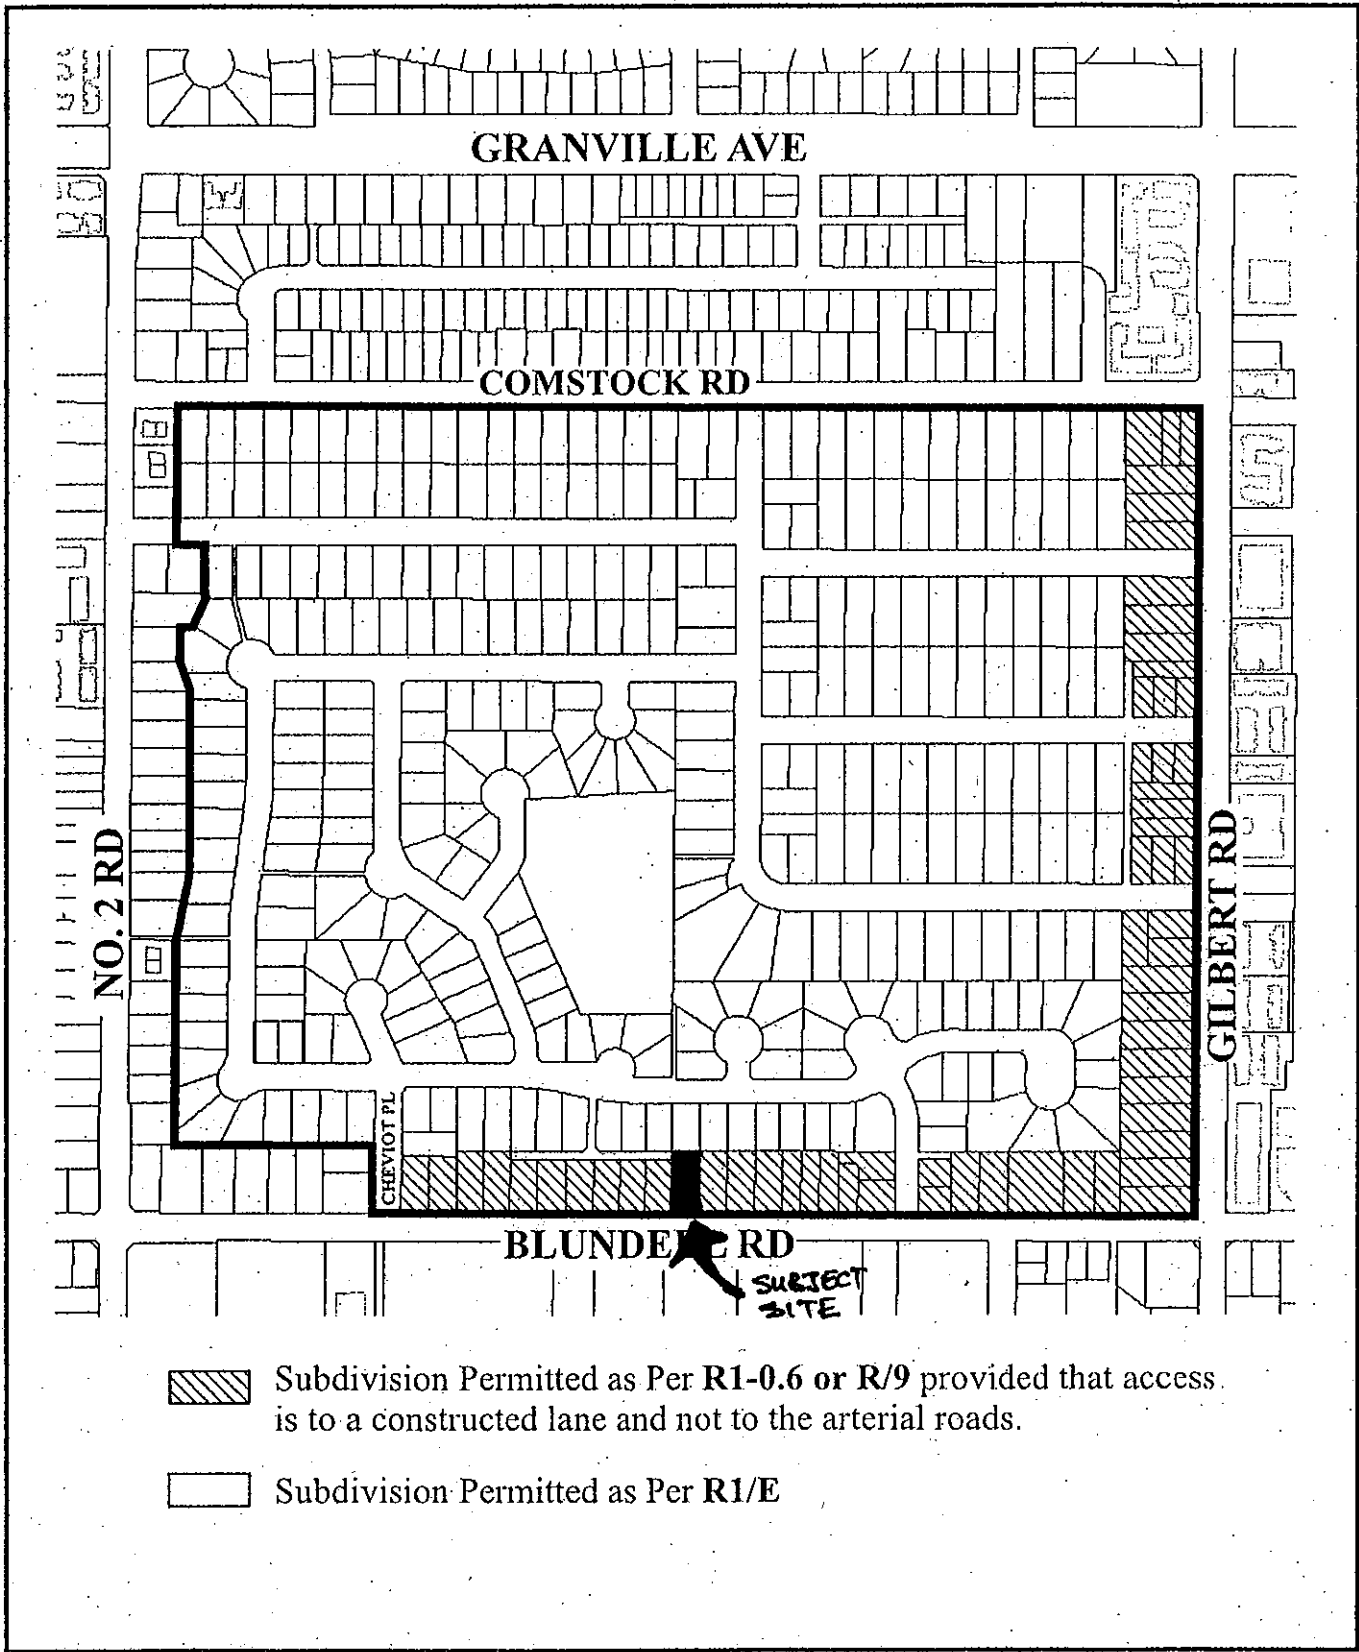 GRANVILLE AVE
COMSTOCK RD
NO. 2 RD
GILBERT RD
CHEVIOT PL
BLUNDELL RD
SUBJECT
SITE
Subdivision Permitted as Per R1-0.6 or R/9 provided that access
is to a constructed lane and not to the arterial roads.
Subdivision Permitted as Per R1/E